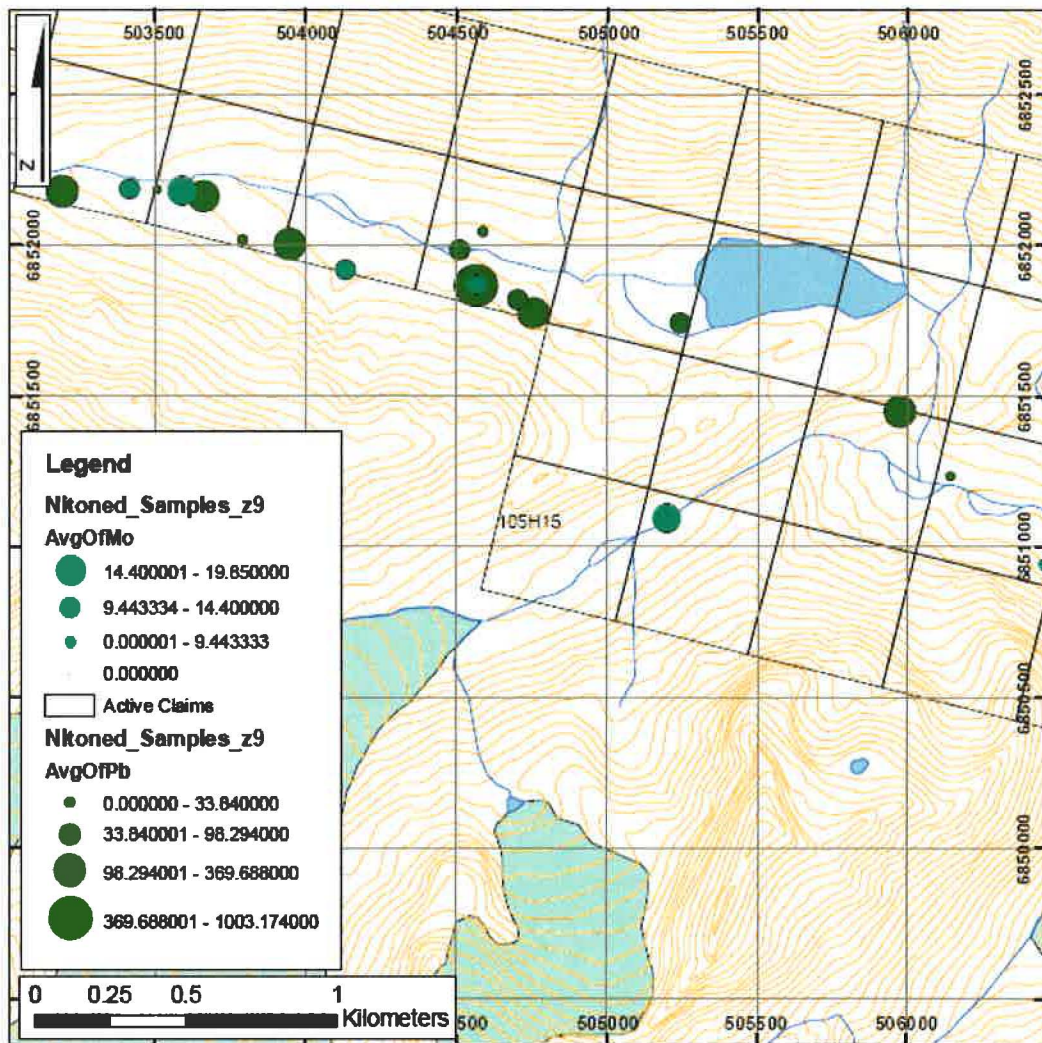 503500 504000 504500 505000 505500 506000
6852500
N
6852000
6852000
6851500
6851500
Legend
Nitoned_Samples_z9
AvgOfMo
14.400001 - 19.650000
9.443334 - 14.400000
0.000001 - 9.443333
0.000000
Active Claims
Nitoned_Samples_z9
AvgOfPb
0.000000 - 33.840000
33.840001 - 98.294000
98.294001 - 369.688000
369.688001 - 1003.174000
105H15
6851000
6850500
6850000
0 0.25 0.5 1
Kilometers
500 505000 505500 506000